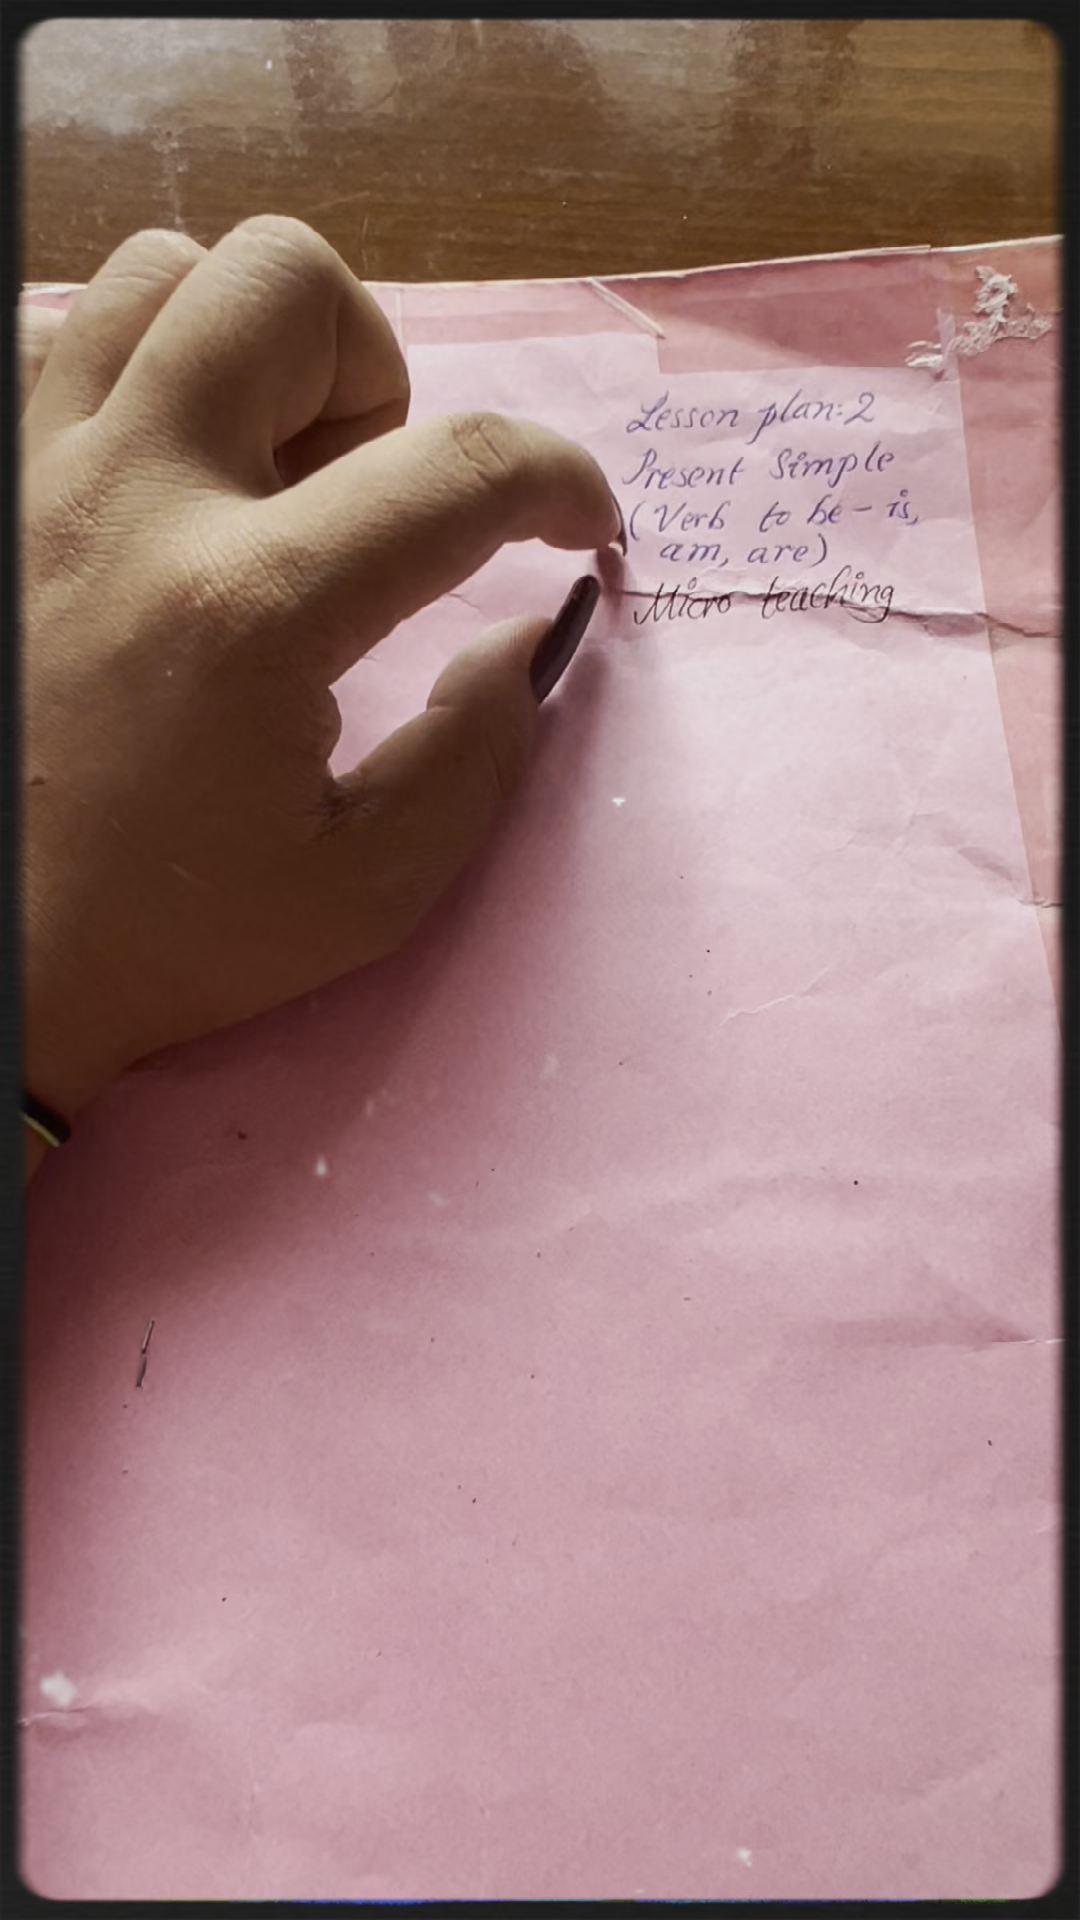 Lesson plan:2
Present Simple
(Verb to be - is,
am, are)
Micro teaching